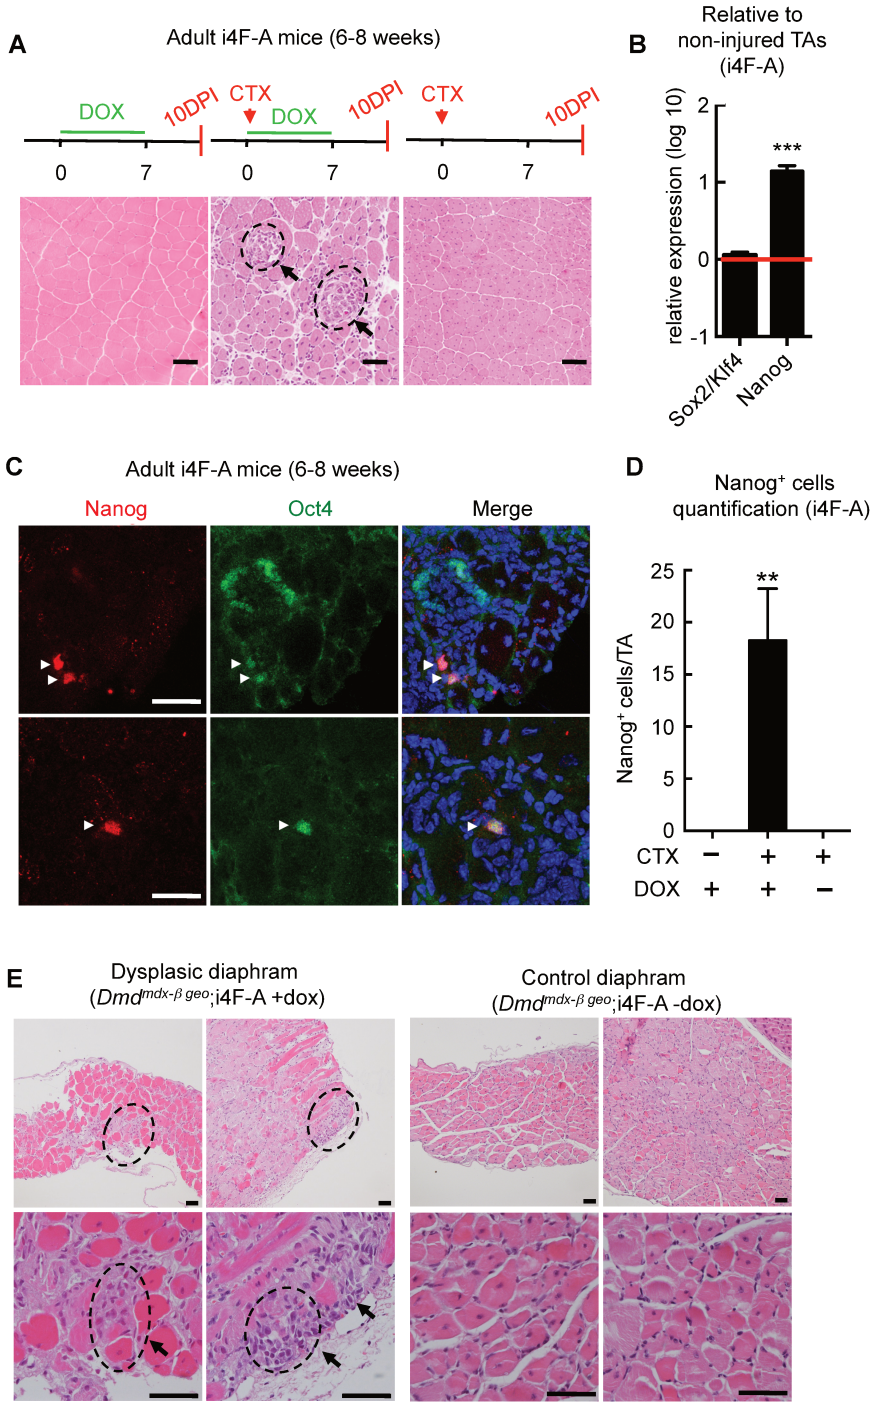 A
Adult i4F-A mice (6-8 weeks)
DOX
10DPI
0
7
CTX
DOX
10DPI
0
7
CTX
10DPI
0
7
B
Relative to
non-injured TAs
(i4F-A)
relative expression (log 10)
2
1
0
-1
***
Sox2/Klf4
Nanog
C
Adult i4F-A mice (6-8 weeks)
Nanog
Oct4
Merge
D
Nanog+ cells
quantification (i4F-A)
Nanog+ cells/TA
25
20
15
10
5
0
**
CTX − + +
DOX + + −
E
Dysplasic diaphram
(Dmdmdx-β geo;i4F-A +dox)
Control diaphram
(Dmdmdx-β geo;i4F-A -dox)